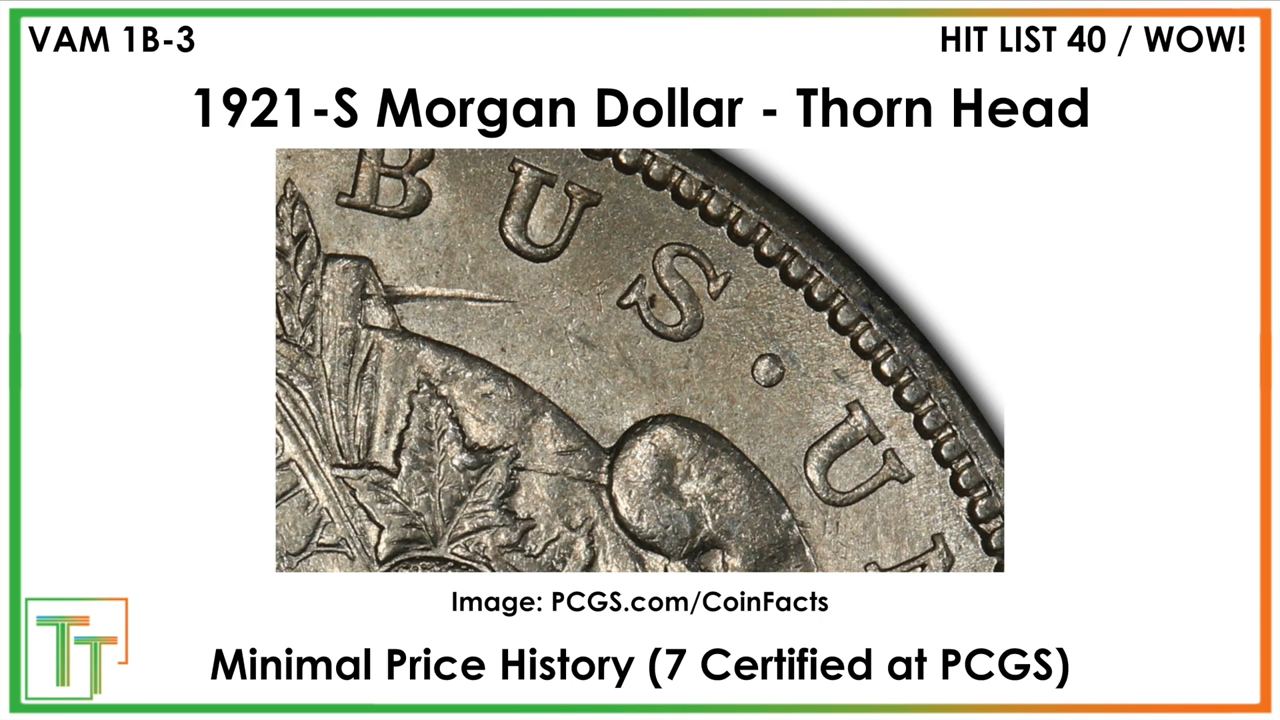 VAM 1B-3
HIT LIST 40 / WOW!
1921-S Morgan Dollar - Thorn Head
B U S . U
Image: PCGS.com/CoinFacts
TT
Minimal Price History (7 Certified at PCGS)